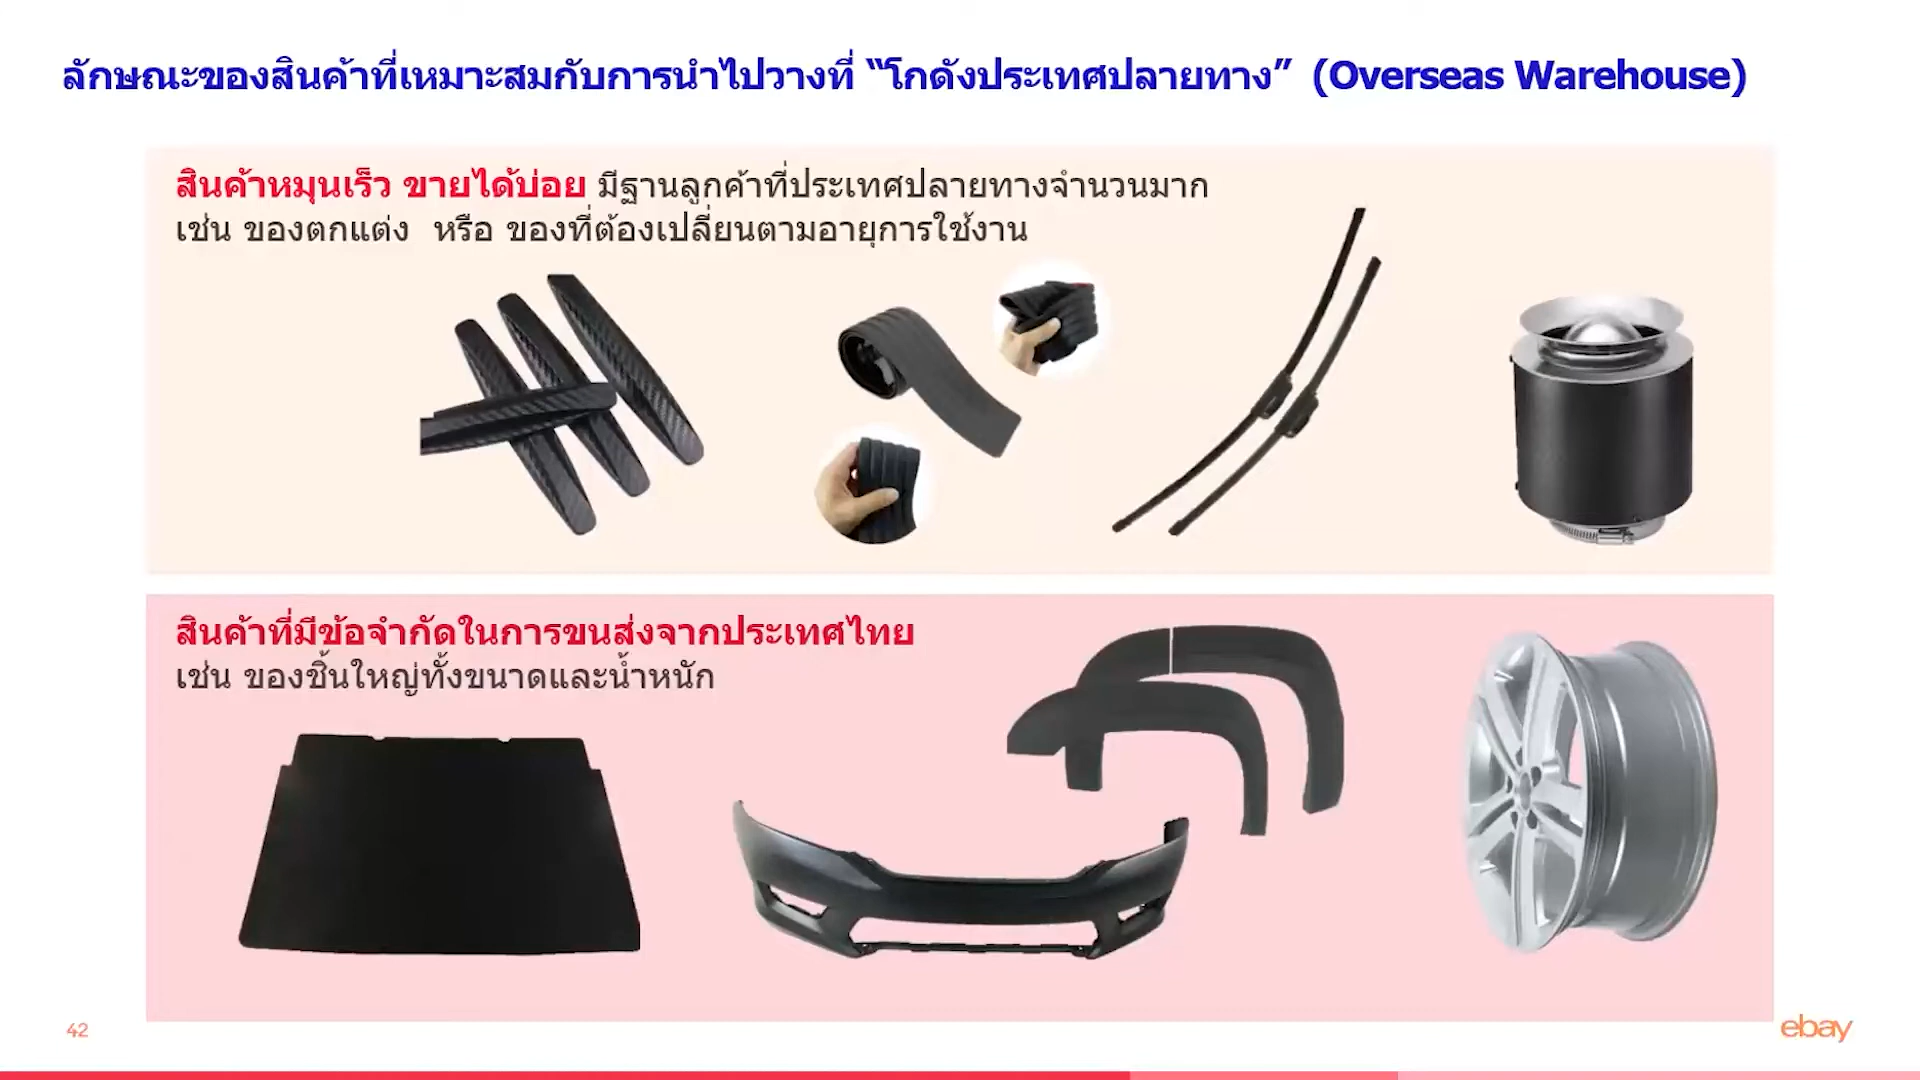 ลักษณะของสินค้าที่เหมาะสมกับการนำไปวางที่ “โกดังประเทศปลายทาง” (Overseas Warehouse)
สินค้าหมุนเร็ว ขายได้บ่อย มีฐานลูกค้าที่ประเทศปลายทางจำนวนมาก
เช่น ของตกแต่ง หรือ ของที่ต้องเปลี่ยนตามอายุการใช้งาน
สินค้าที่มีข้อจำกัดในการขนส่งจากประเทศไทย
เช่น ของชิ้นใหญ่ทั้งขนาดและน้ำหนัก
42
ebay